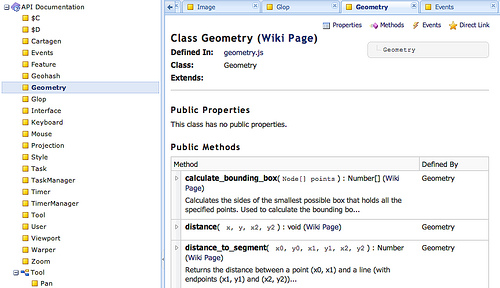 API Documentation
$C
$D
Cartagen
Events
Feature
Geohash
Geometry
Glop
Interface
Keyboard
Mouse
Projection
Style
Task
TaskManager
Timer
TimerManager
Tool
User
Viewport
Warper
Zoom
Tool
Pan
Image
Glop
Geometry
Events
Properties Methods Events Direct Link
Class Geometry (Wiki Page)
Defined In: geometry.js
Class: Geometry
Extends:
Geometry
Public Properties
This class has no public properties.
Public Methods
Method Defined By
calculate_bounding_box( Node[] points ) : Number[] (Wiki Page) Geometry
Calculates the sides of the smallest possible box that holds all the
specified points. Used to calculate the bounding bo...
distance( x, y, x2, y2 ) : void (Wiki Page) Geometry
distance_to_segment( x0, y0, x1, y1, x2, y2 ) : Number Geometry
(Wiki Page)
Returns the distance between a point (x0, x1) and a line (with
endpoints (x1, y1) and (x2, y2))...